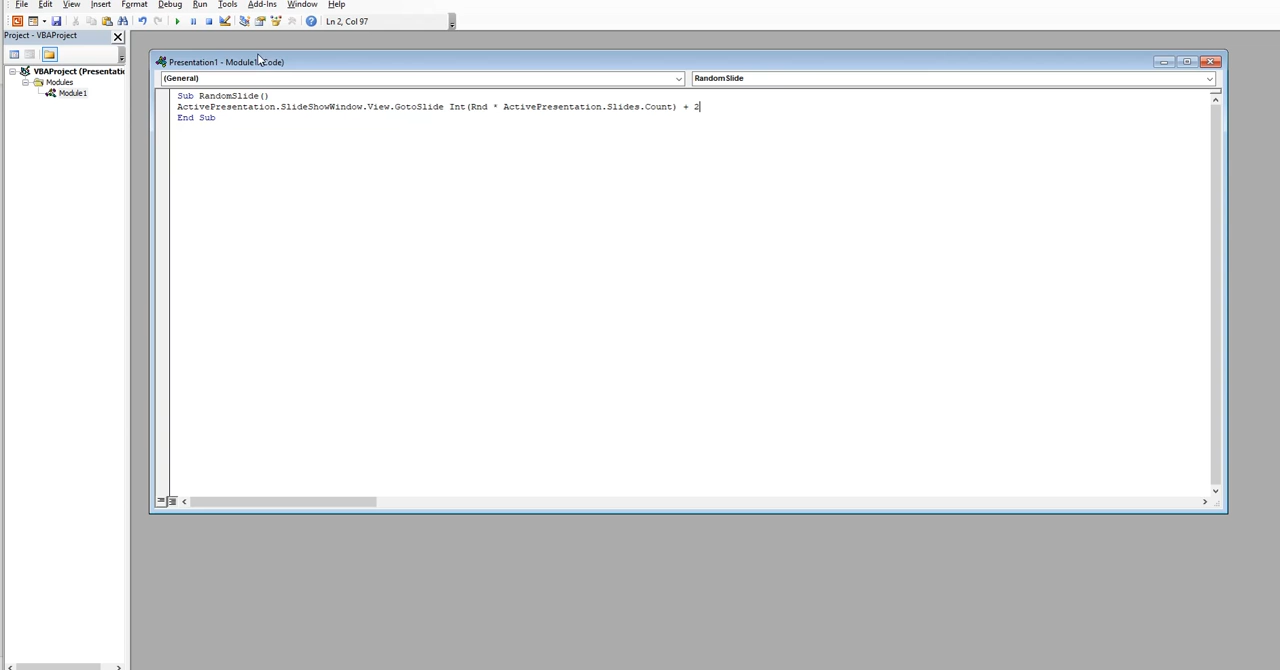 File Edit View Insert Format Debug Run Tools Add-Ins Window Help
Ln 2, Col 97
Project - VBAProject
VBAProject (Presentatic
Modules
Module1
Presentation1 - Module1 (Code)
(General) RandomSlide
Sub RandomSlide()
ActivePresentation.SlideShowWindow.View.GotoSlide Int(Rnd * ActivePresentation.Slides.Count) + 2
End Sub